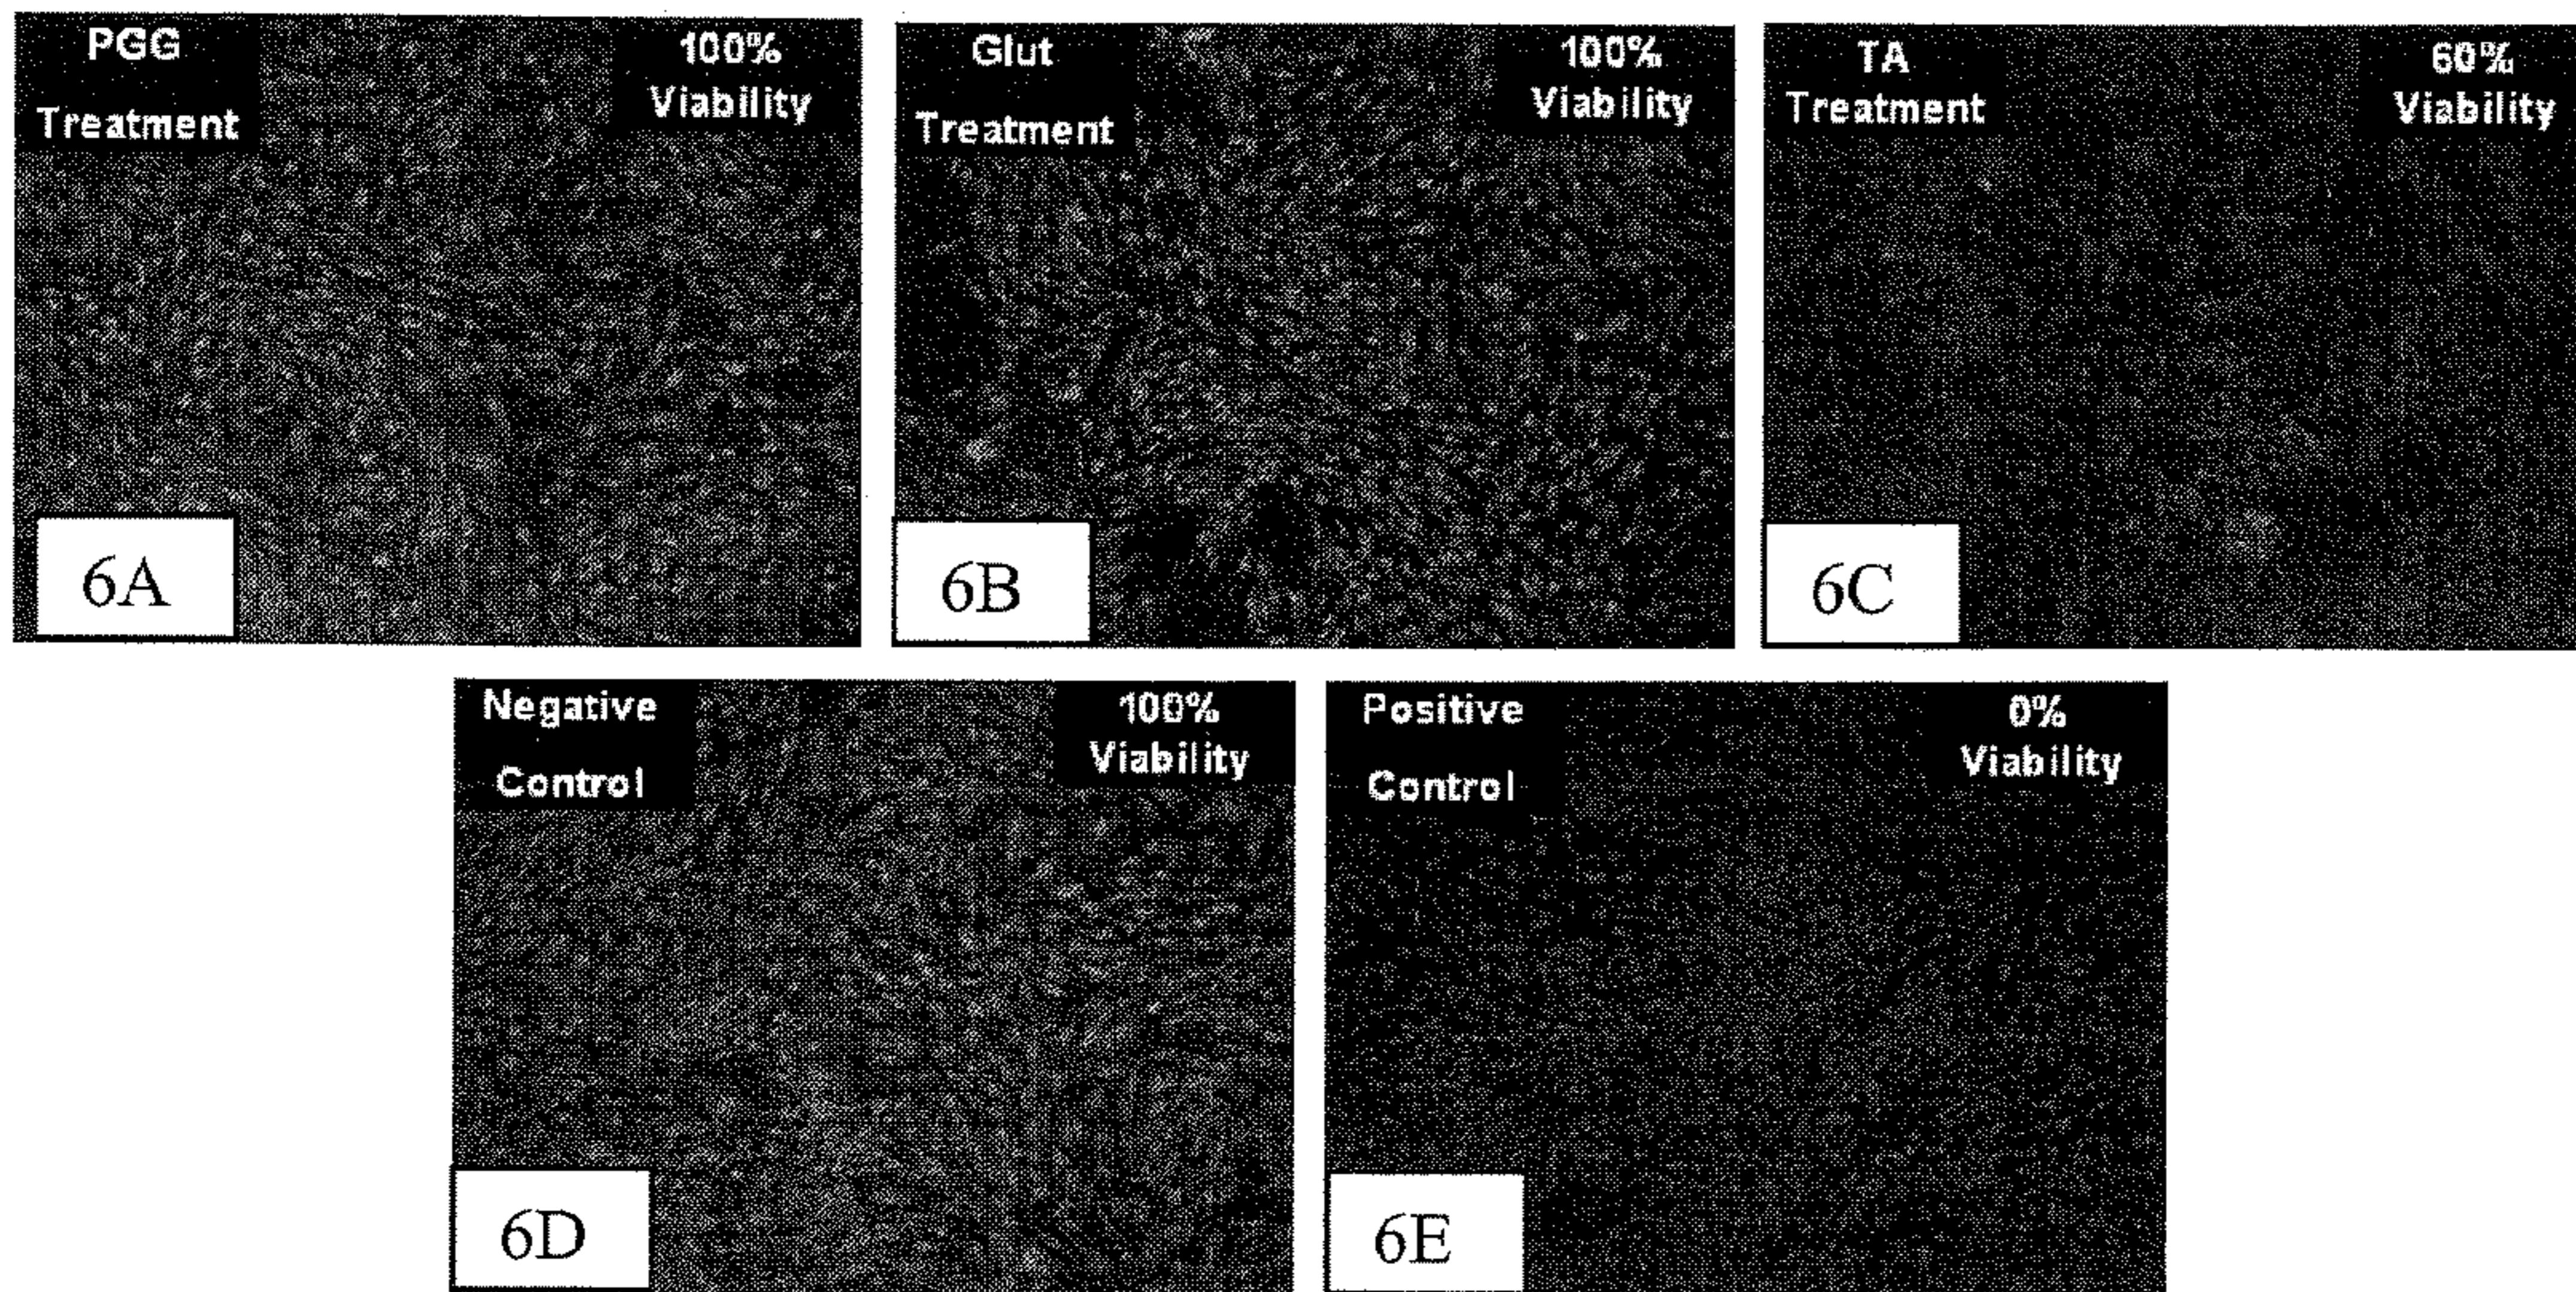 PGG
Treatment
100%
Viability
6A
Glut
Treatment
100%
Viability
6B
TA
Treatment
60%
Viability
6C
Negative
Control
100%
Viability
6D
Positive
Control
0%
Viability
6E